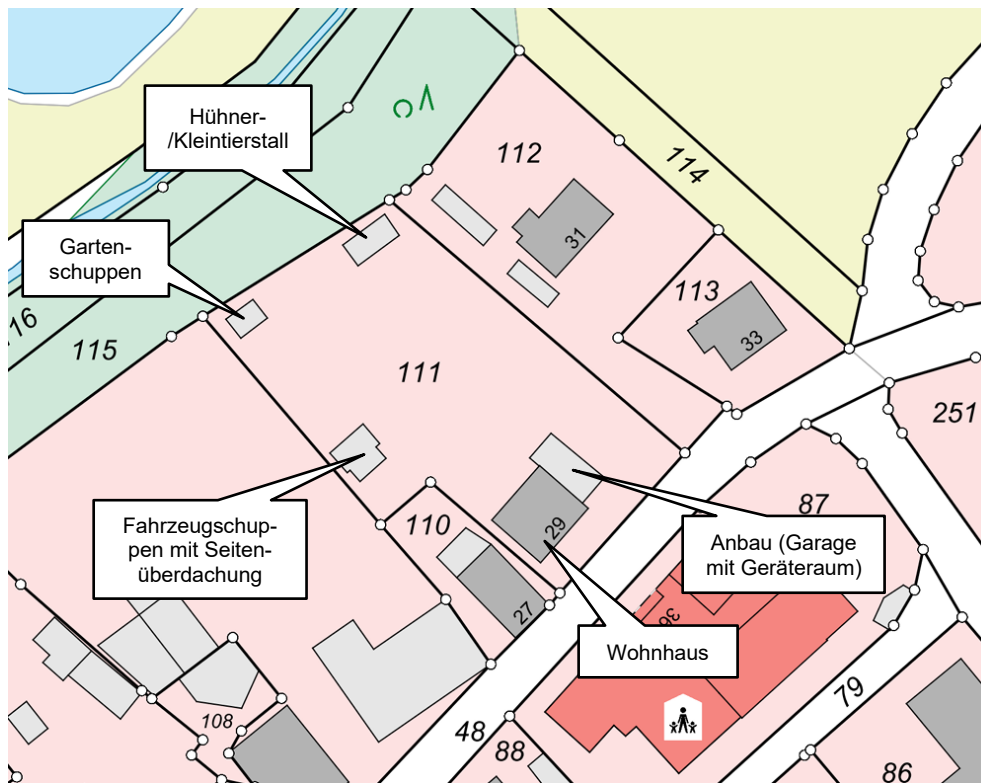 V
C
Hühner-
/Kleintierstall
112
114
31
Garten-
schuppen
113
33
16
115
111
251
87
110
29
Fahrzeugschup-
pen mit Seiten-
überdachung
Anbau (Garage
mit Geräteraum)
27
36
Wohnhaus
79
108
48
88
86